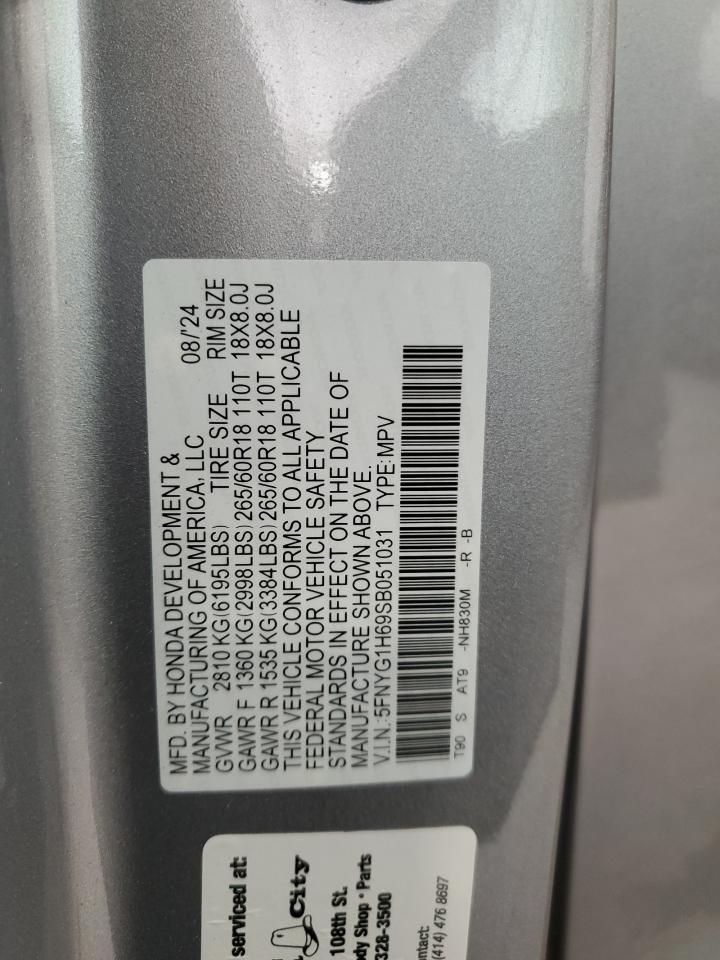 MFD. BY HONDA DEVELOPMENT &
MANUFACTURING OF AMERICA, LLC 08/'24
GVWR 2810 KG(6195LBS) TIRE SIZE RIM SIZE
GAWR F 1360 KG(2998LBS)265/60R18 110T 18X8.0J
GAWR R 1535 KG(3384LBS)265/60R18 110T 18X8.0J
THIS VEHICLE CONFORMS TO ALL APPLICABLE
FEDERAL MOTOR VEHICLE SAFETY
STANDARDS IN EFFECT ON THE DATE OF
MANUFACTURE SHOWN ABOVE.
V.I.N.:5FNYG1H69SB051031 TYPE:MPV
T90 S AT9 -NH830M -R -B
serviced at:
City
108th St.
Shop • Parts
328-3500
(414) 476 8697